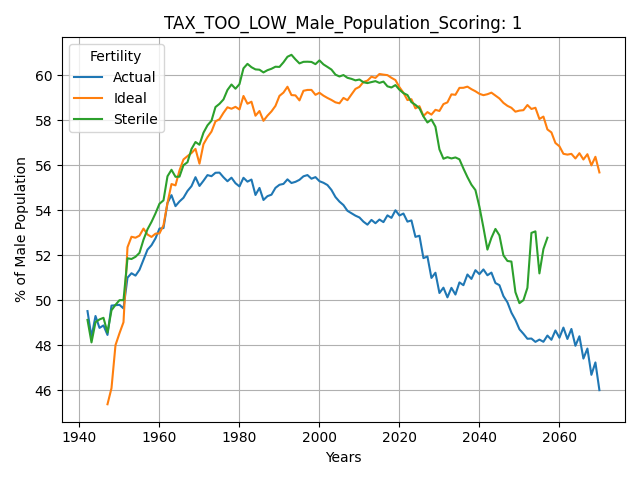 TAX_TOO_LOW_Male_Population_Scoring: 1
Fertility
Actual
Ideal
Sterile
% of Male Population
60
58
56
54
52
50
48
46
1940
1960
1980
2000
2020
2040
2060
Years